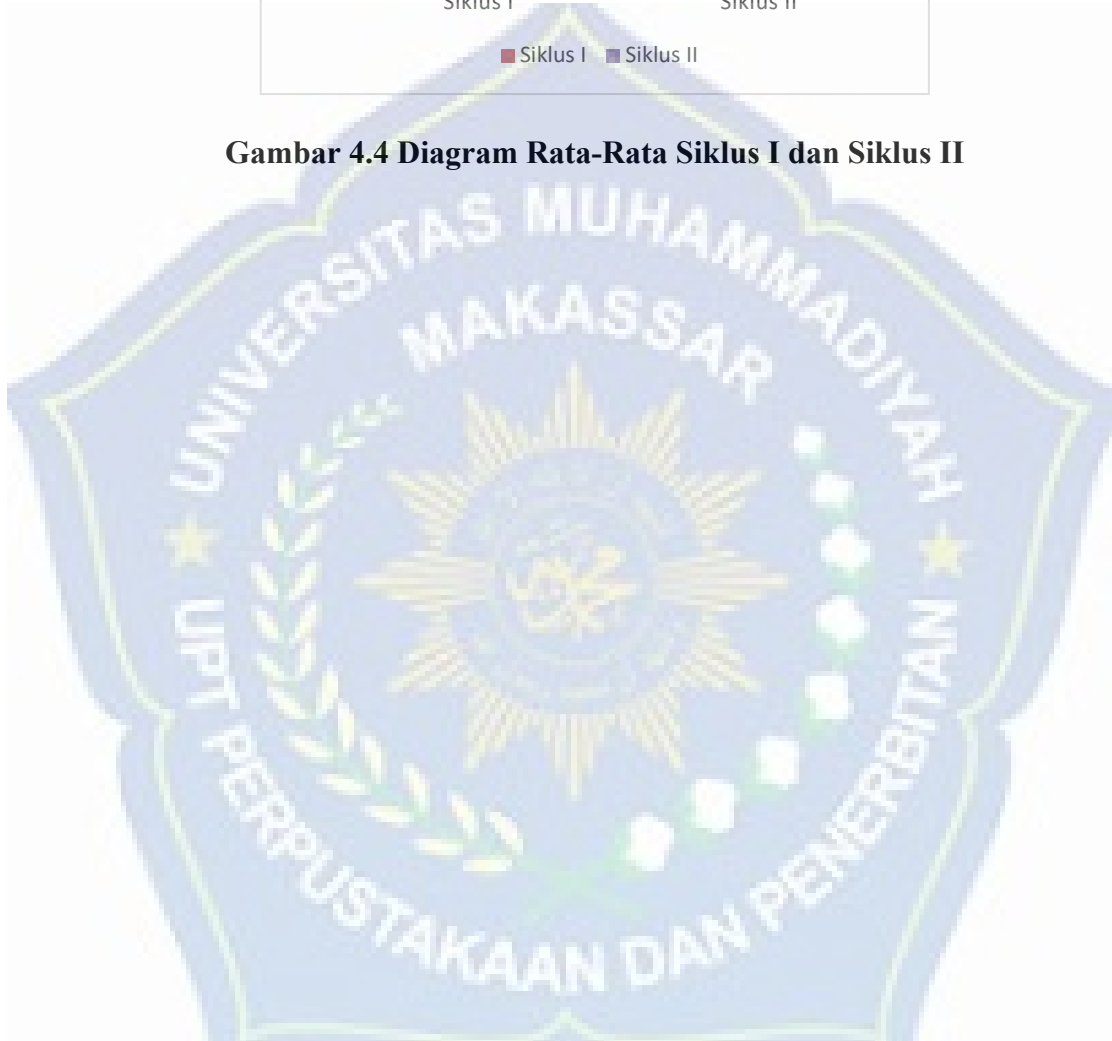 Siklus I Siklus II
Siklus I Siklus II
Gambar 4.4 Diagram Rata-Rata Siklus I dan Siklus II
UNIVERSITAS MUHAMMADIYAH
MAKASSAR
UPT PERPUSTAKAAN DAN PENERBITAN